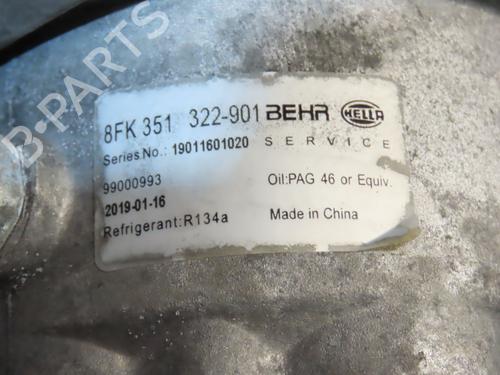 8FK 351 322-901 BEHR HELLA
Series No.: 19011601020 SERVICE
99000993 Oil:PAG 46 or Equiv.
2019-01-16
Refrigerant:R134a Made in China
B-PARTS